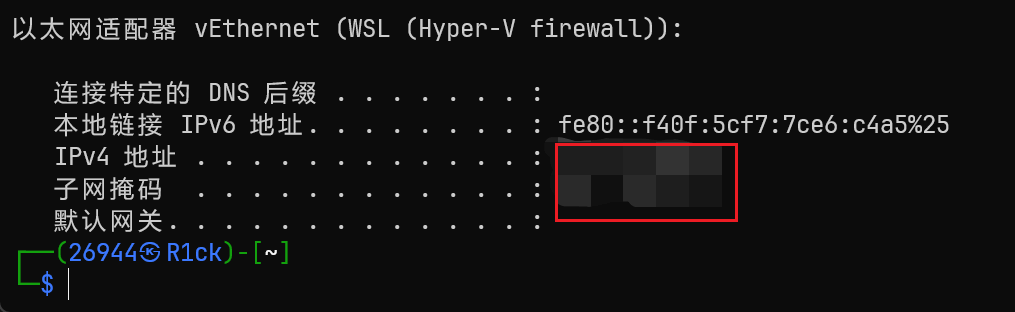 以太网适配器 vEthernet (WSL (Hyper-V firewall)):
连接特定的 DNS 后缀 . . . . . . . :
本地链接 IPv6 地址. . . . . . . . : fe80::f40f:5cf7:7ce6:c4a5%25
IPv4 地址 . . . . . . . . . . . . :
子网掩码 . . . . . . . . . . . . :
默认网关. . . . . . . . . . . . . :
┌──(26944㉿R1ck)-[~]
└─$